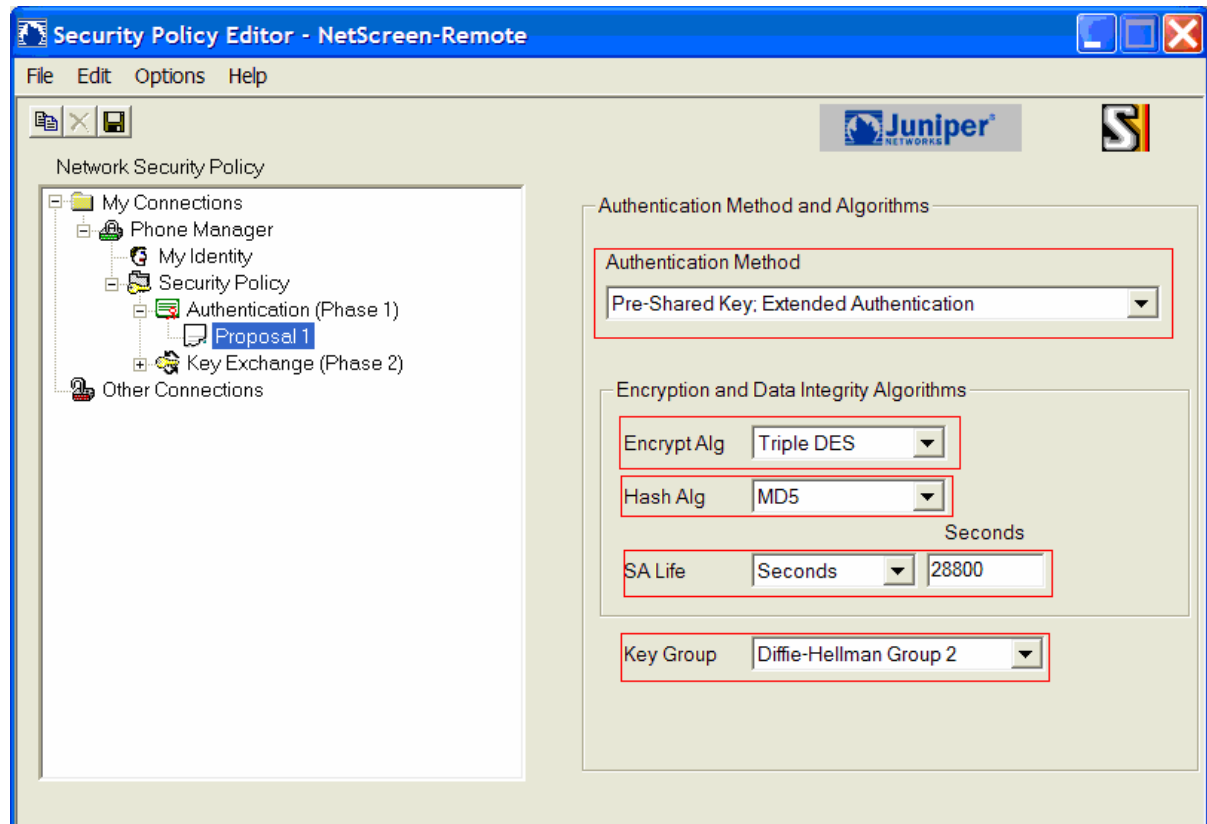 Security Policy Editor - NetScreen-Remote
File Edit Options Help
Juniper
NETWORKS
Network Security Policy
My Connections
Phone Manager
My Identity
Security Policy
Authentication (Phase 1)
Proposal 1
Key Exchange (Phase 2)
Other Connections
Authentication Method and Algorithms
Authentication Method
Pre-Shared Key; Extended Authentication
Encryption and Data Integrity Algorithms
Encrypt Alg Triple DES
Hash Alg MD5
Seconds
SA Life Seconds 28800
Key Group Diffie-Hellman Group 2